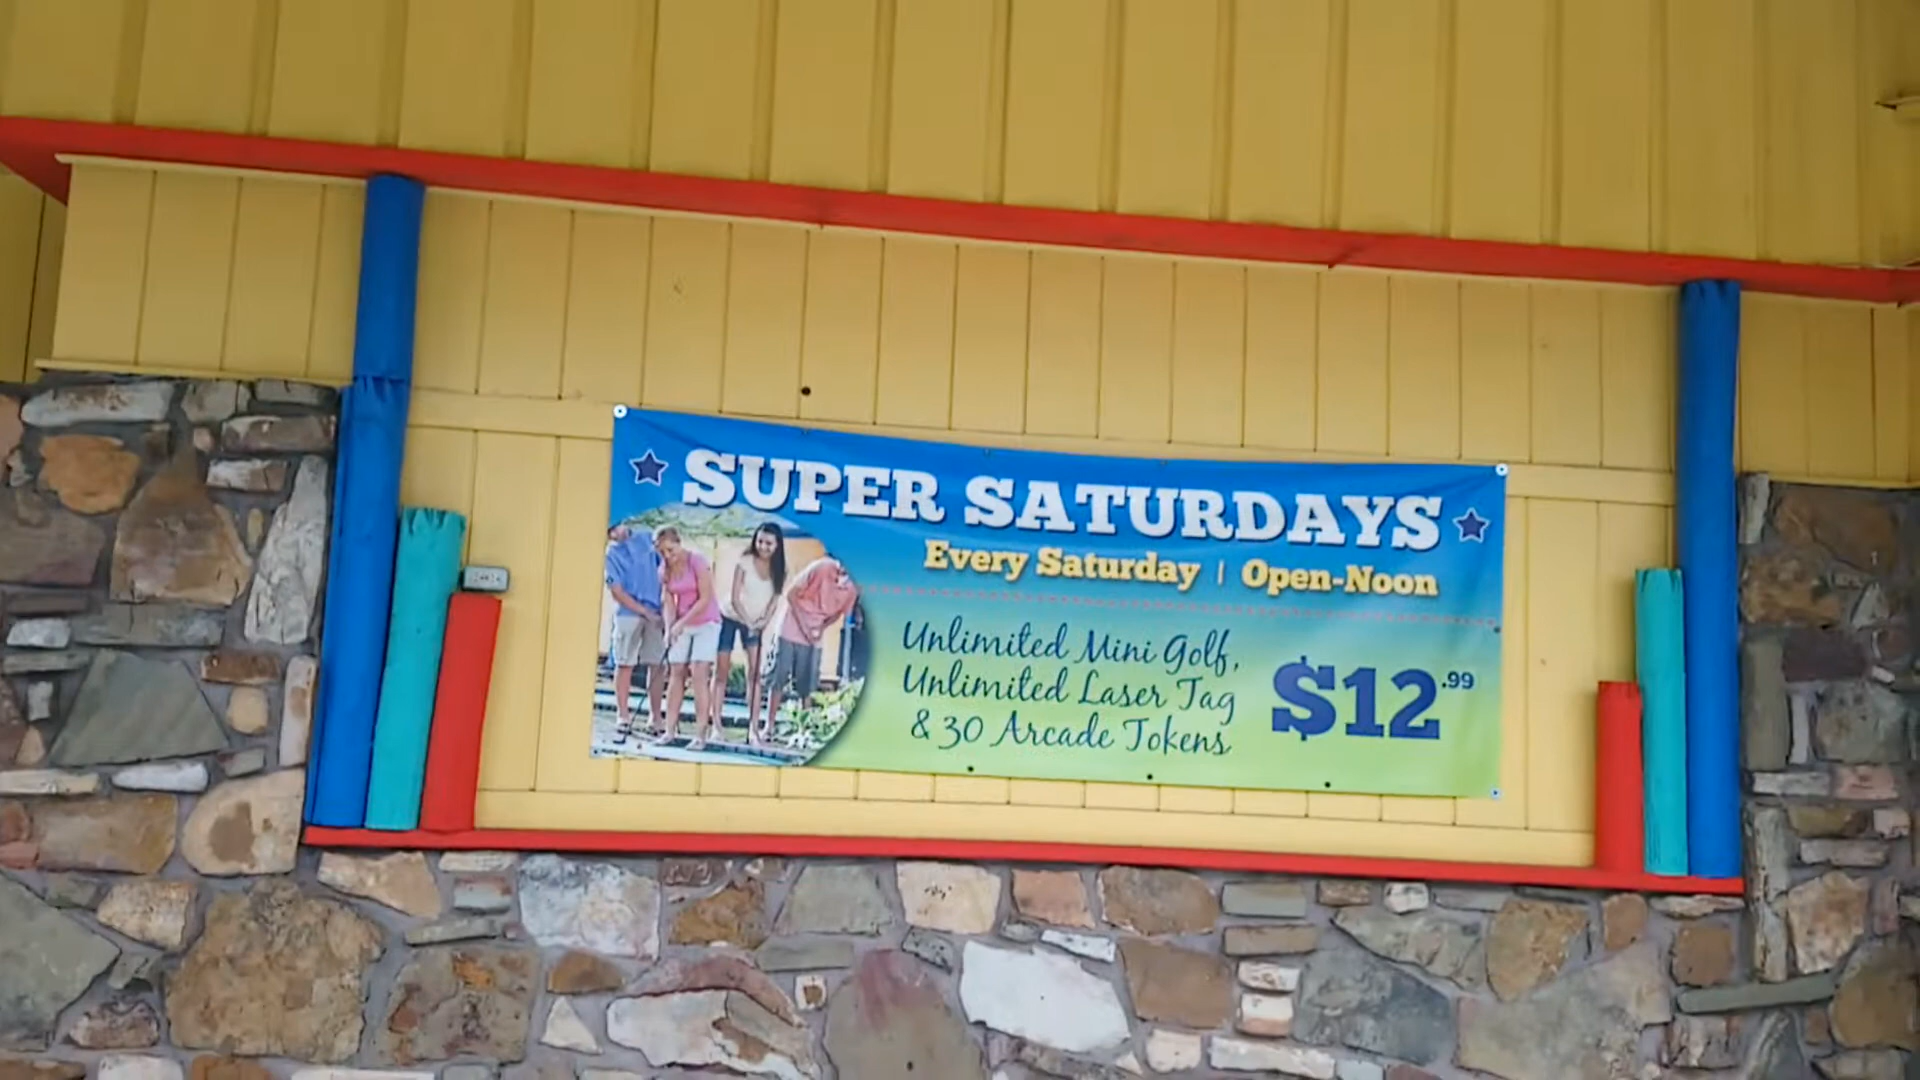 SUPER SATURDAYS
Every Saturday | Open-Noon
Unlimited Mini Golf,
Unlimited Laser Tag
& 30 Arcade Tokens
$12.99